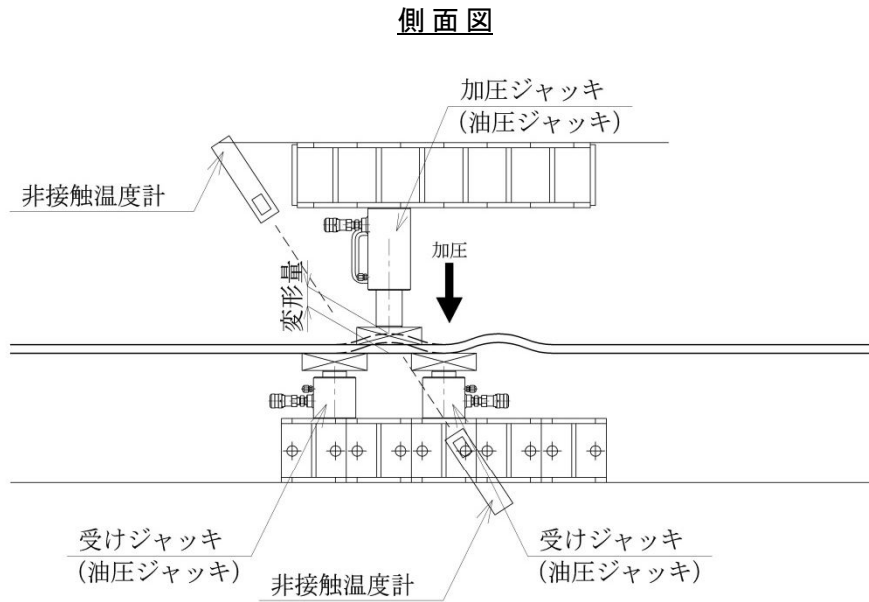 側面図
加圧ジャッキ
(油圧ジャッキ)
非接触温度計
加圧
変形量
受けジャッキ
(油圧ジャッキ)
受けジャッキ
(油圧ジャッキ)
非接触温度計